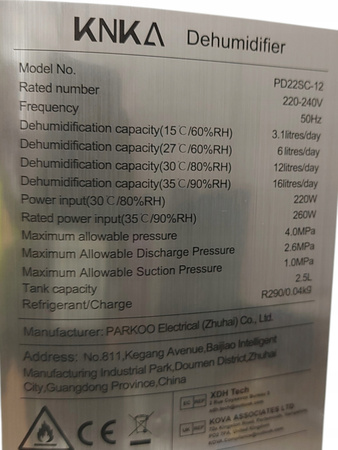 KNKA Dehumidifier
Model No. PD22SC-12
Rated number 220-240V
Frequency 50Hz
Dehumidification capacity(15℃/60%RH) 3.1litres/day
Dehumidification capacity(27℃/60%RH) 6litres/day
Dehumidification capacity(30℃/80%RH) 12litres/day
Dehumidification capacity(35℃/90%RH) 16litres/day
Power input(30℃/80%RH) 220W
Rated power input(35℃/90%RH) 260W
Maximum allowable pressure 4.0MPa
Maximum Allowable Discharge Pressure 2.6MPa
Maximum Allowable Suction Pressure 1.0MPa
Tank capacity 2.5L
Refrigerant/Charge R290/0.04kg
Manufacturer: PARKOO Electrical (Zhuhai) Co., Ltd.
Address: No.811,Kegang Avenue,Baijiao Intelligent
Manufacturing Industrial Park,Doumen District,Zhuhai
City,Guangdong Province,China
CE
EC REP XDH Tech
UK REP KOVA ASSOCIATES LTD